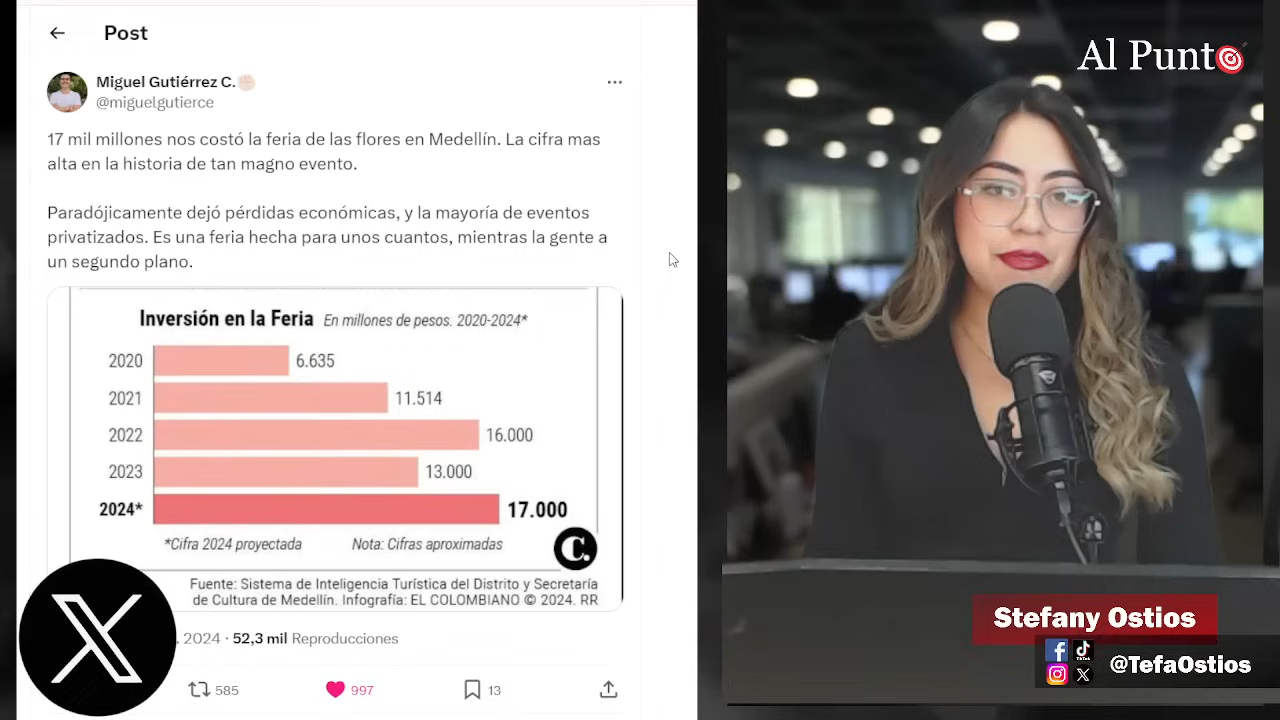 Post
Miguel Gutiérrez C.
@miguelgutierce
17 mil millones nos costó la feria de las flores en Medellín. La cifra mas
alta en la historia de tan magno evento.
Paradójicamente dejó pérdidas económicas, y la mayoría de eventos
privatizados. Es una feria hecha para unos cuantos, mientras la gente a
un segundo plano.
Inversión en la Feria En millones de pesos. 2020-2024*
2020 6.635
2021 11.514
2022 16.000
2023 13.000
2024* 17.000
*Cifra 2024 proyectada Nota: Cifras aproximadas
C.
Fuente: Sistema de Inteligencia Turística del Distrito y Secretaría
de Cultura de Medellín. Infografía: EL COLOMBIANO © 2024. RR
. 2024 · 52,3 mil Reproducciones
585 997 13
Al Punto
Stefany Ostios
@TefaOstios